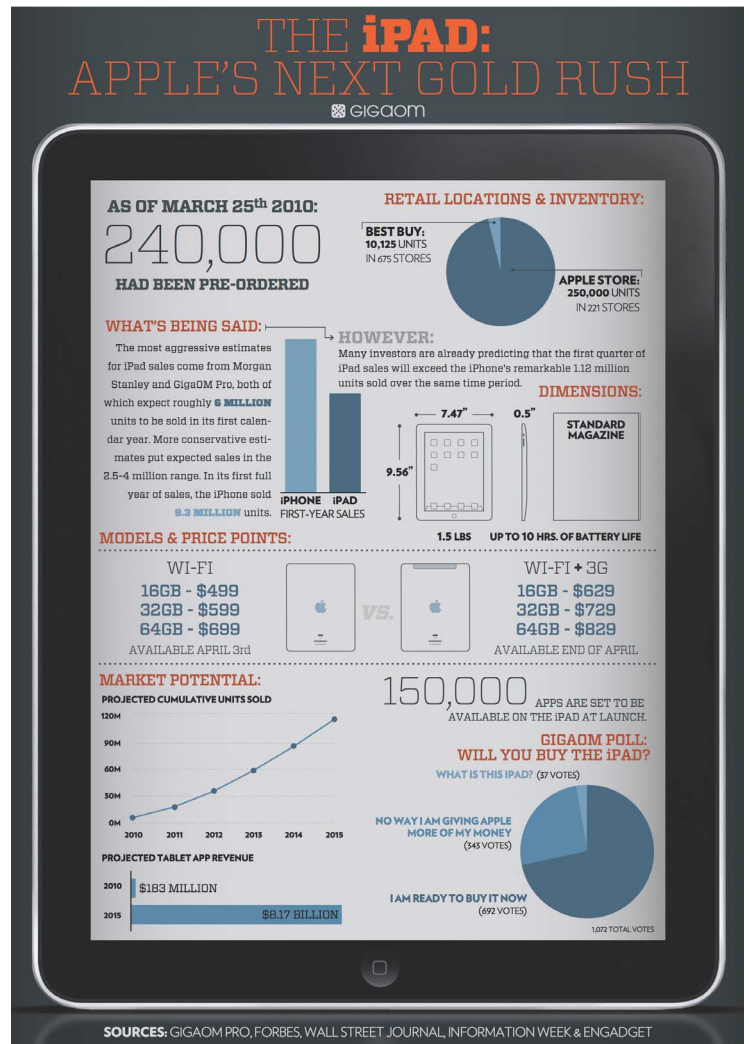 THE iPAD:
APPLE'S NEXT GOLD RUSH
GIGAOM
AS OF MARCH 25th 2010:
240,000
HAD BEEN PRE-ORDERED
RETAIL LOCATIONS & INVENTORY:
BEST BUY:
10,125 UNITS
IN 675 STORES
APPLE STORE:
250,000 UNITS
IN 221 STORES
WHAT'S BEING SAID:
The most aggressive estimates
for iPad sales come from Morgan
Stanley and GigaOM Pro, both of
which expect roughly 6 MILLION
units to be sold in its first calen-
dar year. More conservative esti-
mates put expected sales in the
2.5-4 million range. In its first full
year of sales, the iPhone sold
9.3 MILLION units.
iPHONE iPAD
FIRST-YEAR SALES
HOWEVER:
Many investors are already predicting that the first quarter of
iPad sales will exceed the iPhone's remarkable 1.12 million
units sold over the same time period.
DIMENSIONS:
7.47"
0.5"
9.56"
STANDARD
MAGAZINE
1.5 LBS
UP TO 10 HRS. OF BATTERY LIFE
MODELS & PRICE POINTS:
WI-FI
16GB - $499
32GB - $599
64GB - $699
AVAILABLE APRIL 3rd
VS.
WI-FI + 3G
16GB - $629
32GB - $729
64GB - $829
AVAILABLE END OF APRIL
MARKET POTENTIAL:
PROJECTED CUMULATIVE UNITS SOLD
120M
90M
60M
30M
0M
2010 2011 2012 2013 2014 2015
PROJECTED TABLET APP REVENUE
2010 $183 MILLION
2015 $8.17 BILLION
150,000 APPS ARE SET TO BE
AVAILABLE ON THE iPAD AT LAUNCH.
GIGAOM POLL:
WILL YOU BUY THE iPAD?
WHAT IS THIS IPAD? (37 VOTES)
NO WAY I AM GIVING APPLE
MORE OF MY MONEY
(343 VOTES)
I AM READY TO BUY IT NOW
(692 VOTES)
1,072 TOTAL VOTES
SOURCES: GIGAOM PRO, FORBES, WALL STREET JOURNAL, INFORMATION WEEK & ENGADGET